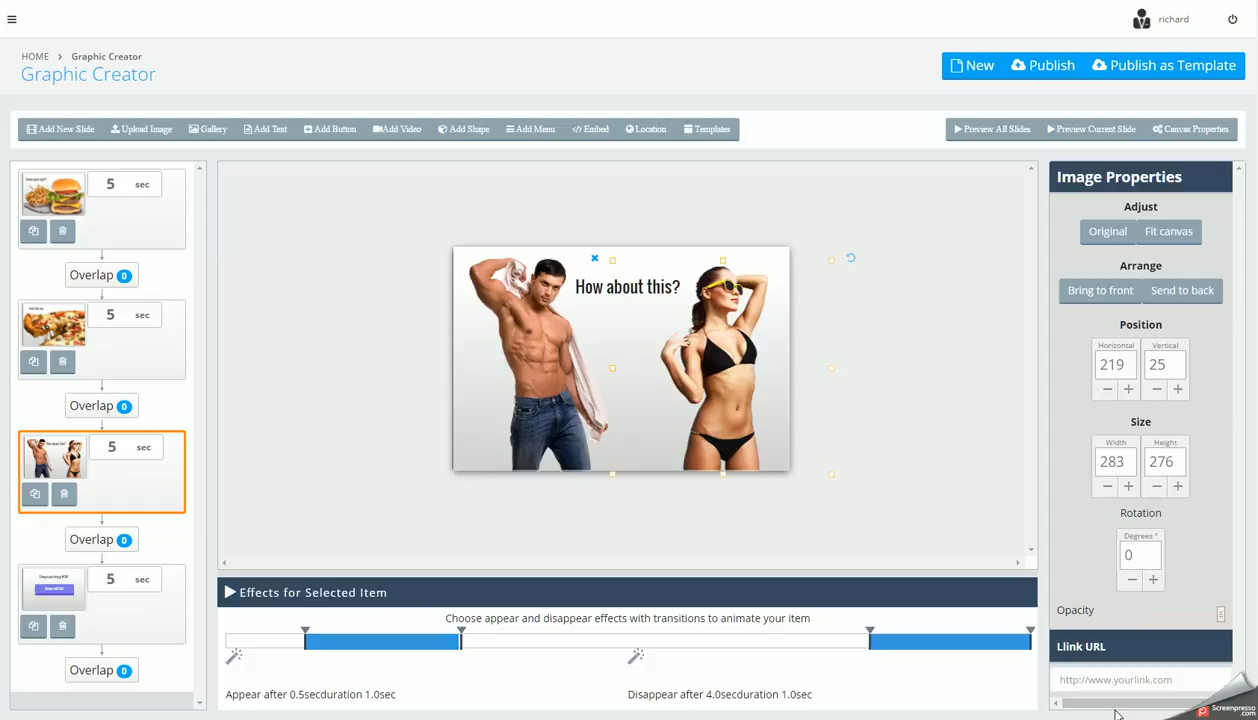 richard
HOME > Graphic Creator
Graphic Creator
New Publish Publish as Template
Add New Slide Upload Image Gallery Add Text Add Button Add Video Add Shape Add Menu </> Embed Location Templates
Preview All Slides Preview Current Slide Canvas Properties
5 sec
Overlap 0
5 sec
Overlap 0
5 sec
Overlap 0
5 sec
Overlap 0
How about this?
Effects for Selected Item
Choose appear and disappear effects with transitions to animate your item
Appear after 0.5secduration 1.0sec
Disappear after 4.0secduration 1.0sec
Image Properties
Adjust
Original Fit canvas
Arrange
Bring to front Send to back
Position
Horizontal Vertical
219 25
Size
Width Height
283 276
Rotation
Degrees °
0
Opacity
Llink URL
http://www.yourlink.com
Screenpresso
.com